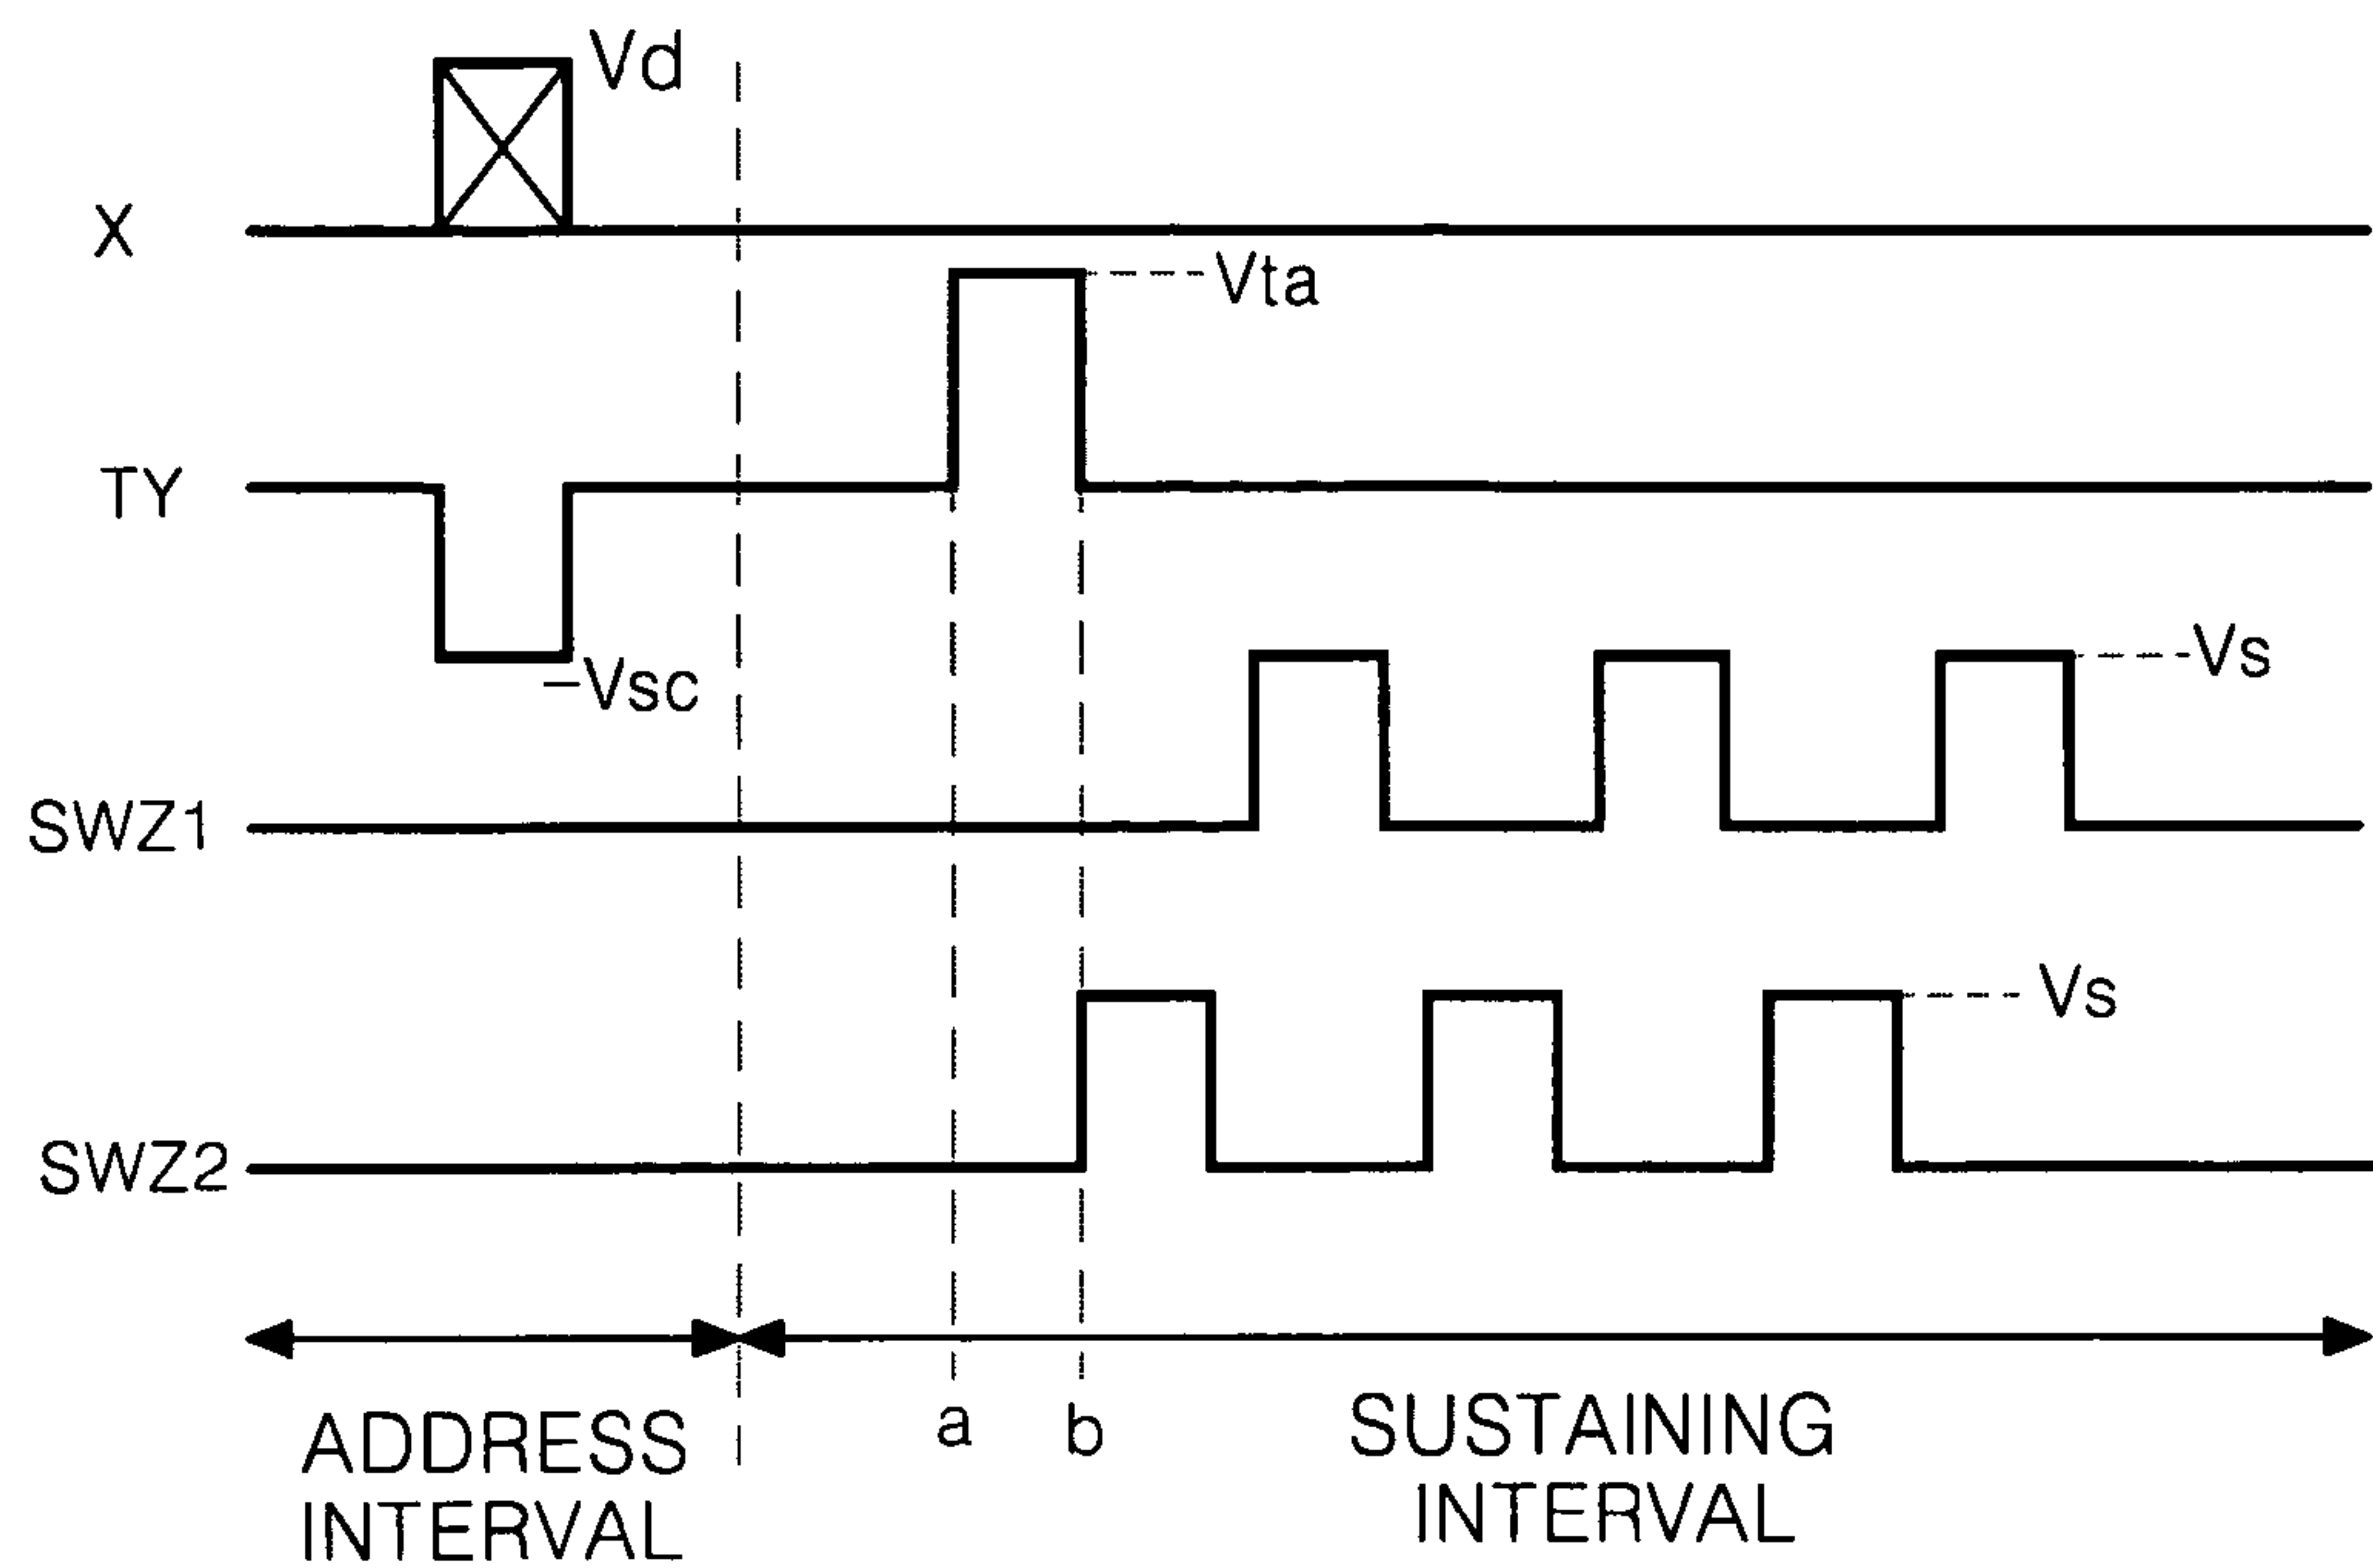 Vd
X
Vta
TY
-Vsc
Vs
SWZ1
Vs
SWZ2
a
b
ADDRESS
INTERVAL
SUSTAINING
INTERVAL